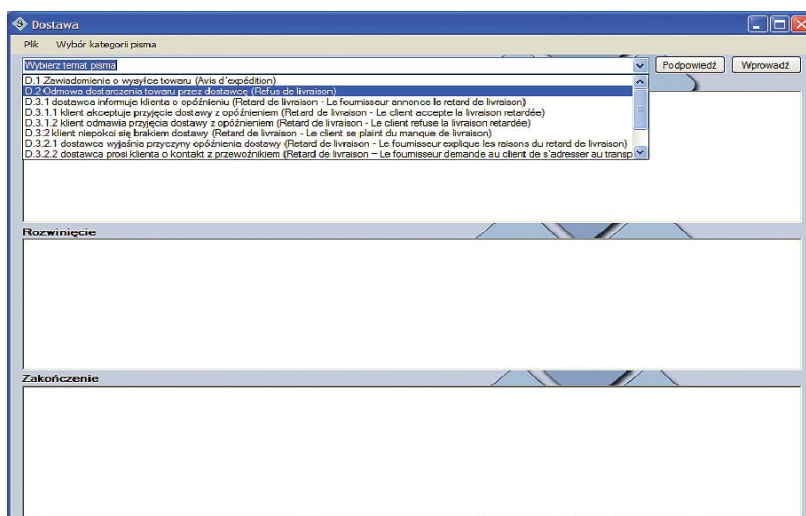 Dostawa
Plik Wybór kategorii pisma
Wybierz temat pisma Podpowiedź Wprowadź
D.1 Zawiadomienie o wysyłce towaru (Avis d'expédition)
D.2 Odmowa dostarczenia towaru przez dostawcę (Refus de livraison)
D.3.1 dostawca informuje klienta o opóźnieniu (Retard de livraison - Le fournisseur annonce le retard de livraison)
D.3.1.1 klient akceptuje przyjęcie dostawy z opóźnieniem (Retard de livraison - Le client accepte la livraison retardée)
D.3.1.2 klient odmawia przyjęcia dostawy z opóźnieniem (Retard de livraison - Le client refuse la livraison retardée)
D.3.2 klient niepokoi się brakiem dostawy (Retard de livraison - Le client se plaint du manque de livraison)
D.3.2.1 dostawca wyjaśnia przyczyny opóźnienia dostawy (Retard de livraison - Le fournisseur explique les raisons du retard de livraison)
D.3.2.2 dostawca prosi klienta o kontakt z przewoźnikiem (Retard de livraison – Le fournisseur demande au client de s'adresser au transp
Rozwinięcie
Zakończenie